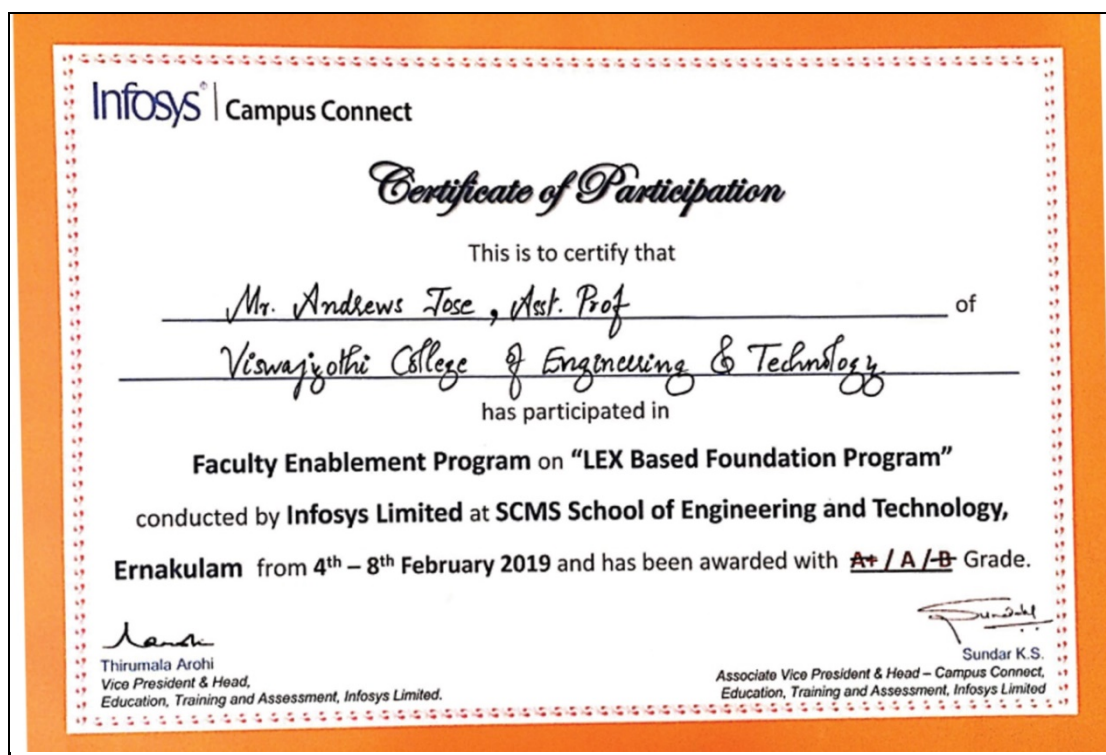 Infosys® | Campus Connect
Certificate of Participation
This is to certify that
Mr. Andrews Jose, Asst. Prof of
Viswajyothi College of Engineering & Technology
has participated in
Faculty Enablement Program on “LEX Based Foundation Program”
conducted by Infosys Limited at SCMS School of Engineering and Technology,
Ernakulam from 4th – 8th February 2019 and has been awarded with A+ / A / B Grade.
Thirumala Arohi
Vice President & Head,
Education, Training and Assessment, Infosys Limited.
Sundar K.S.
Associate Vice President & Head – Campus Connect,
Education, Training and Assessment, Infosys Limited